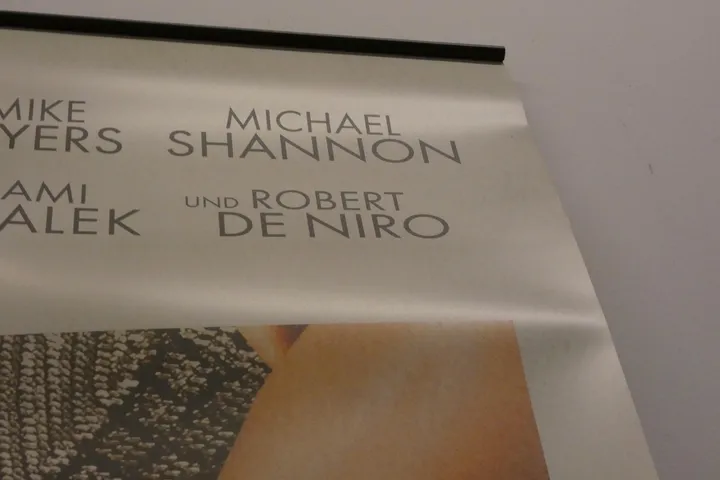 MIKE MICHAEL
YERS SHANNON
AMI UND ROBERT
ALEK DE NIRO